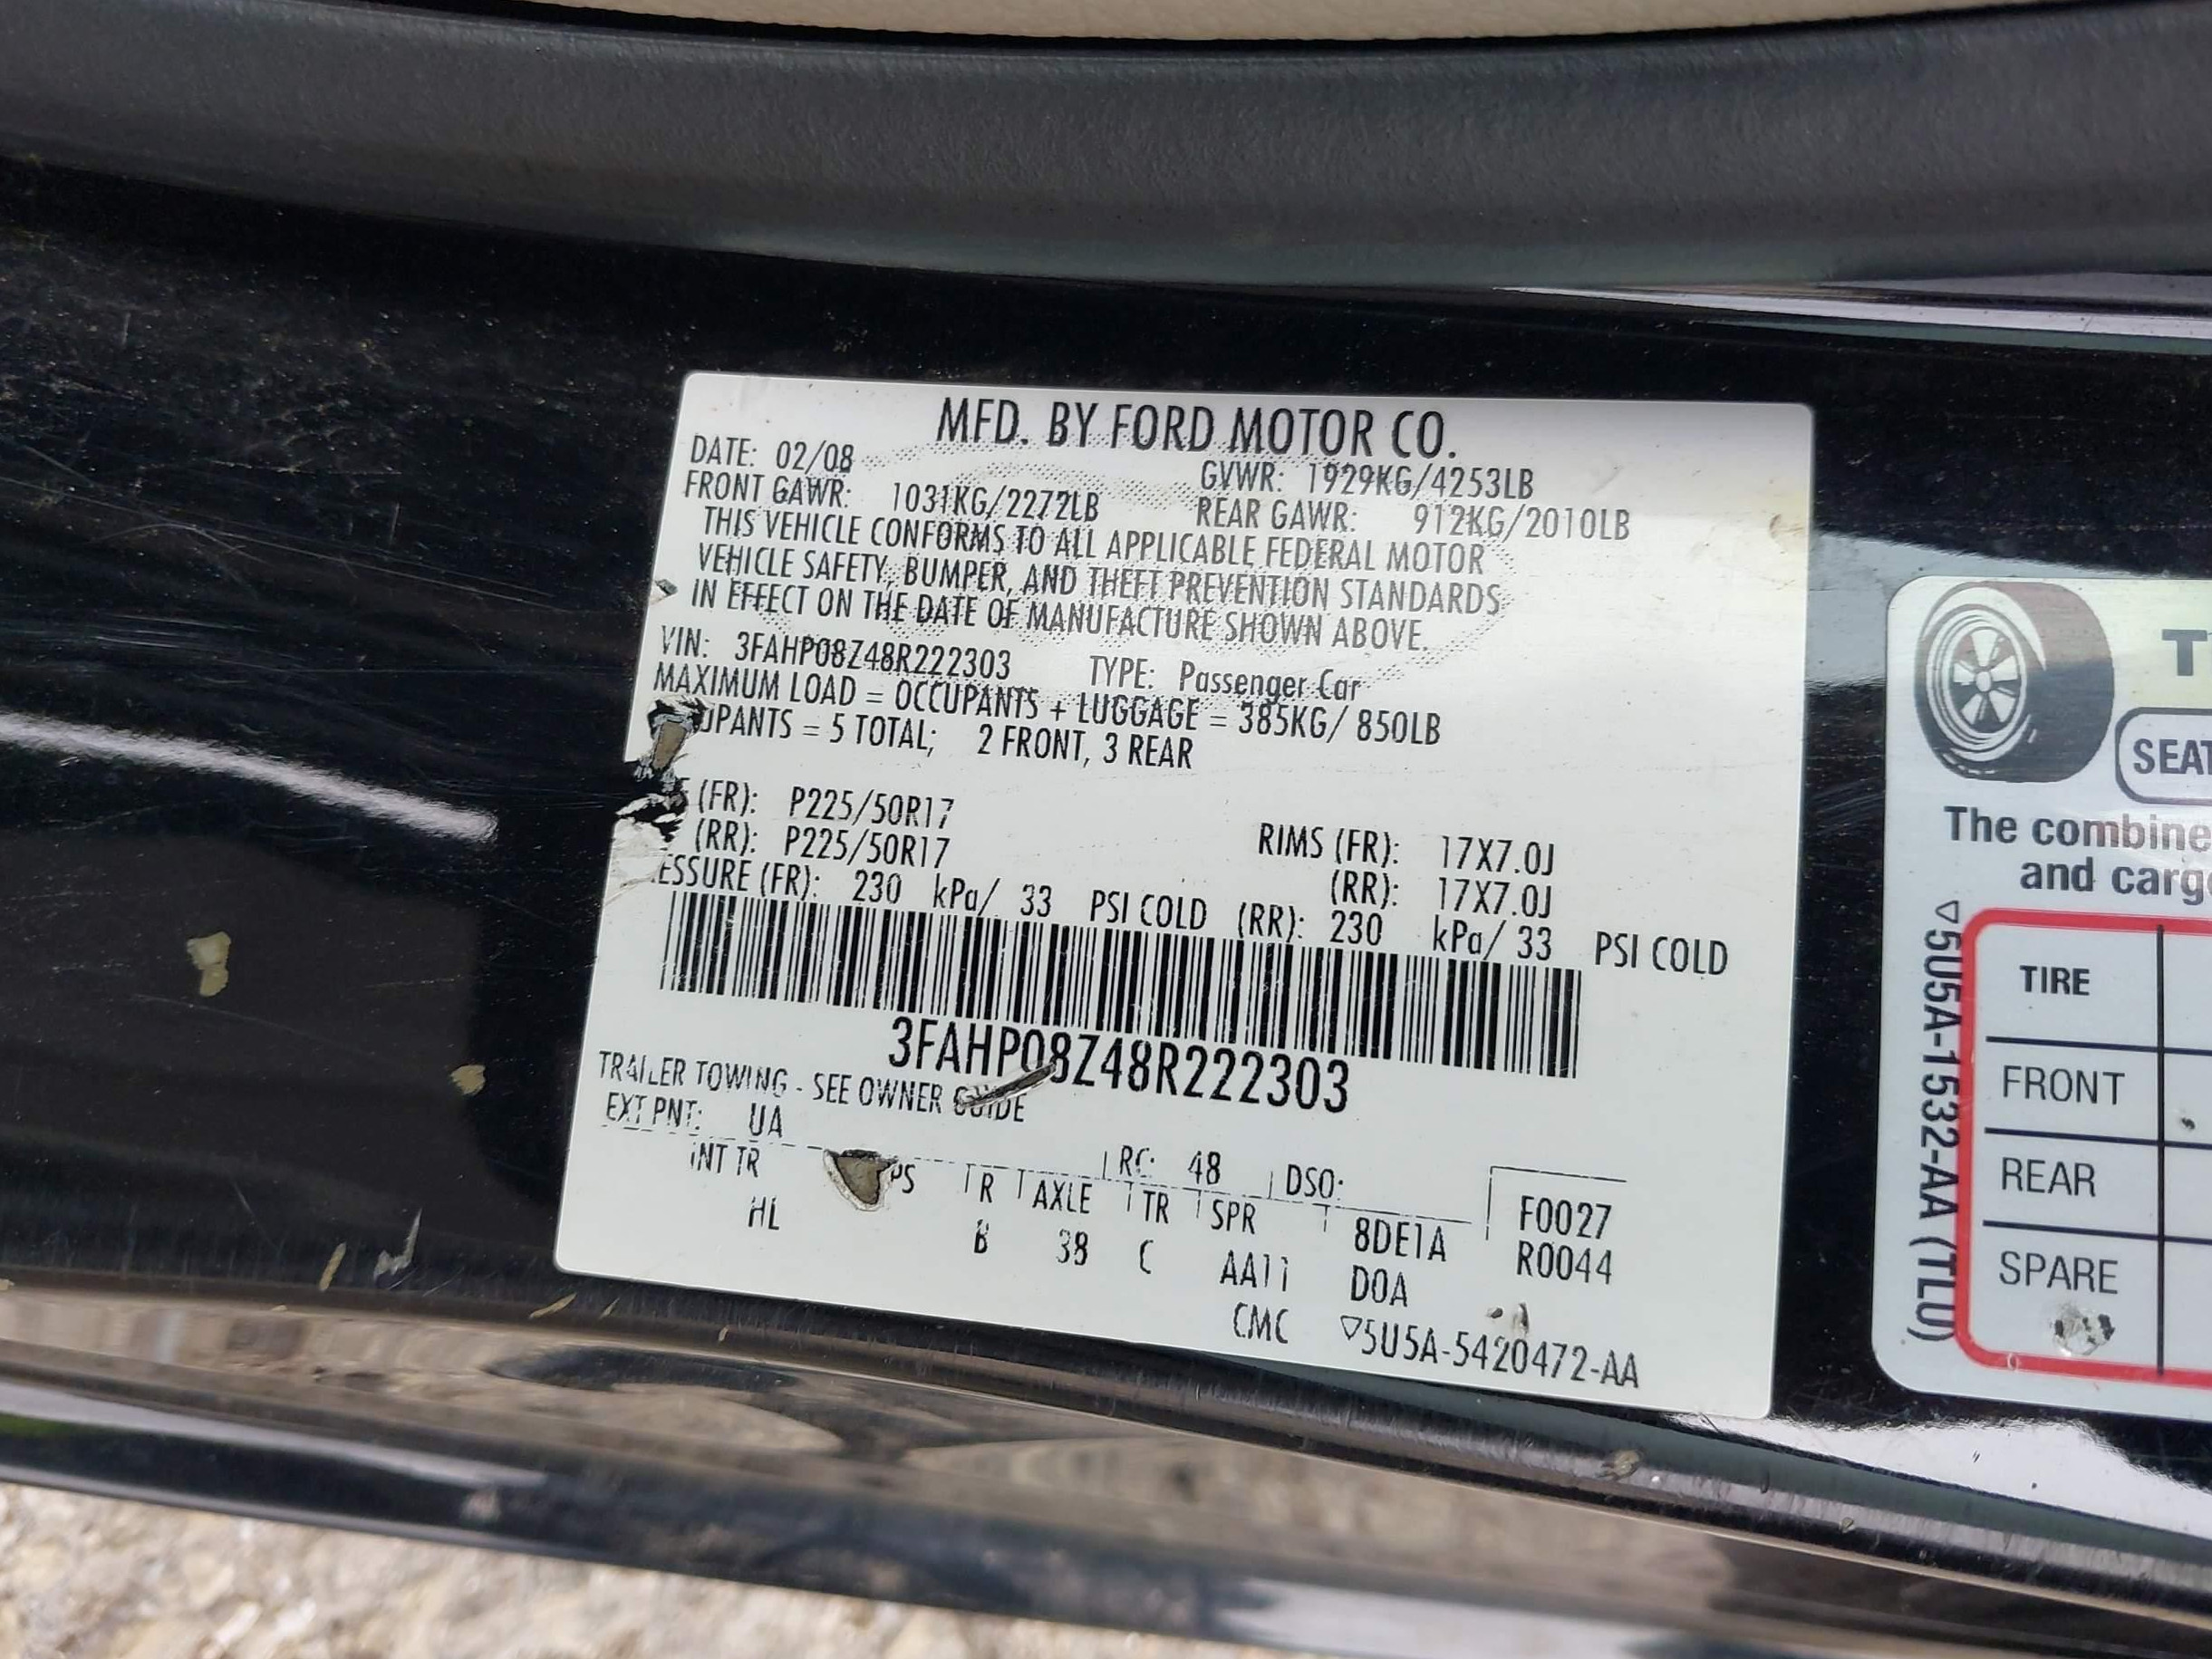 MFD. BY FORD MOTOR CO.
DATE: 02/08 GVWR: 1929KG/4253LB
FRONT GAWR: 1031KG/2272LB REAR GAWR: 912KG/2010LB
THIS VEHICLE CONFORMS TO ALL APPLICABLE FEDERAL MOTOR
VEHICLE SAFETY, BUMPER, AND THEFT PREVENTION STANDARDS
IN EFFECT ON THE DATE OF MANUFACTURE SHOWN ABOVE.
VIN: 3FAHP08Z48R222303 TYPE: Passenger Car
MAXIMUM LOAD = OCCUPANTS + LUGGAGE = 385KG/ 850LB
UPANTS = 5 TOTAL; 2 FRONT, 3 REAR
(FR): P225/50R17 RIMS (FR): 17X7.0J
(RR): P225/50R17 (RR): 17X7.0J
ESSURE (FR): 230 kPa/ 33 PSI COLD (RR): 230 kPa/ 33 PSI COLD
3FAHP08Z48R222303
TRAILER TOWING - SEE OWNER GUIDE
EXT PNT: UA RC: 48 DSO: F0027
INT TR PS R AXLE TR SPR 8DE1A R0044
HL B 38 C AA11 DOA
CMC ▽5U5A-5420472-AA
SEAT
The combine
and carg
TIRE
FRONT
REAR
SPARE
▽5U5A-1532-AA (TLU)